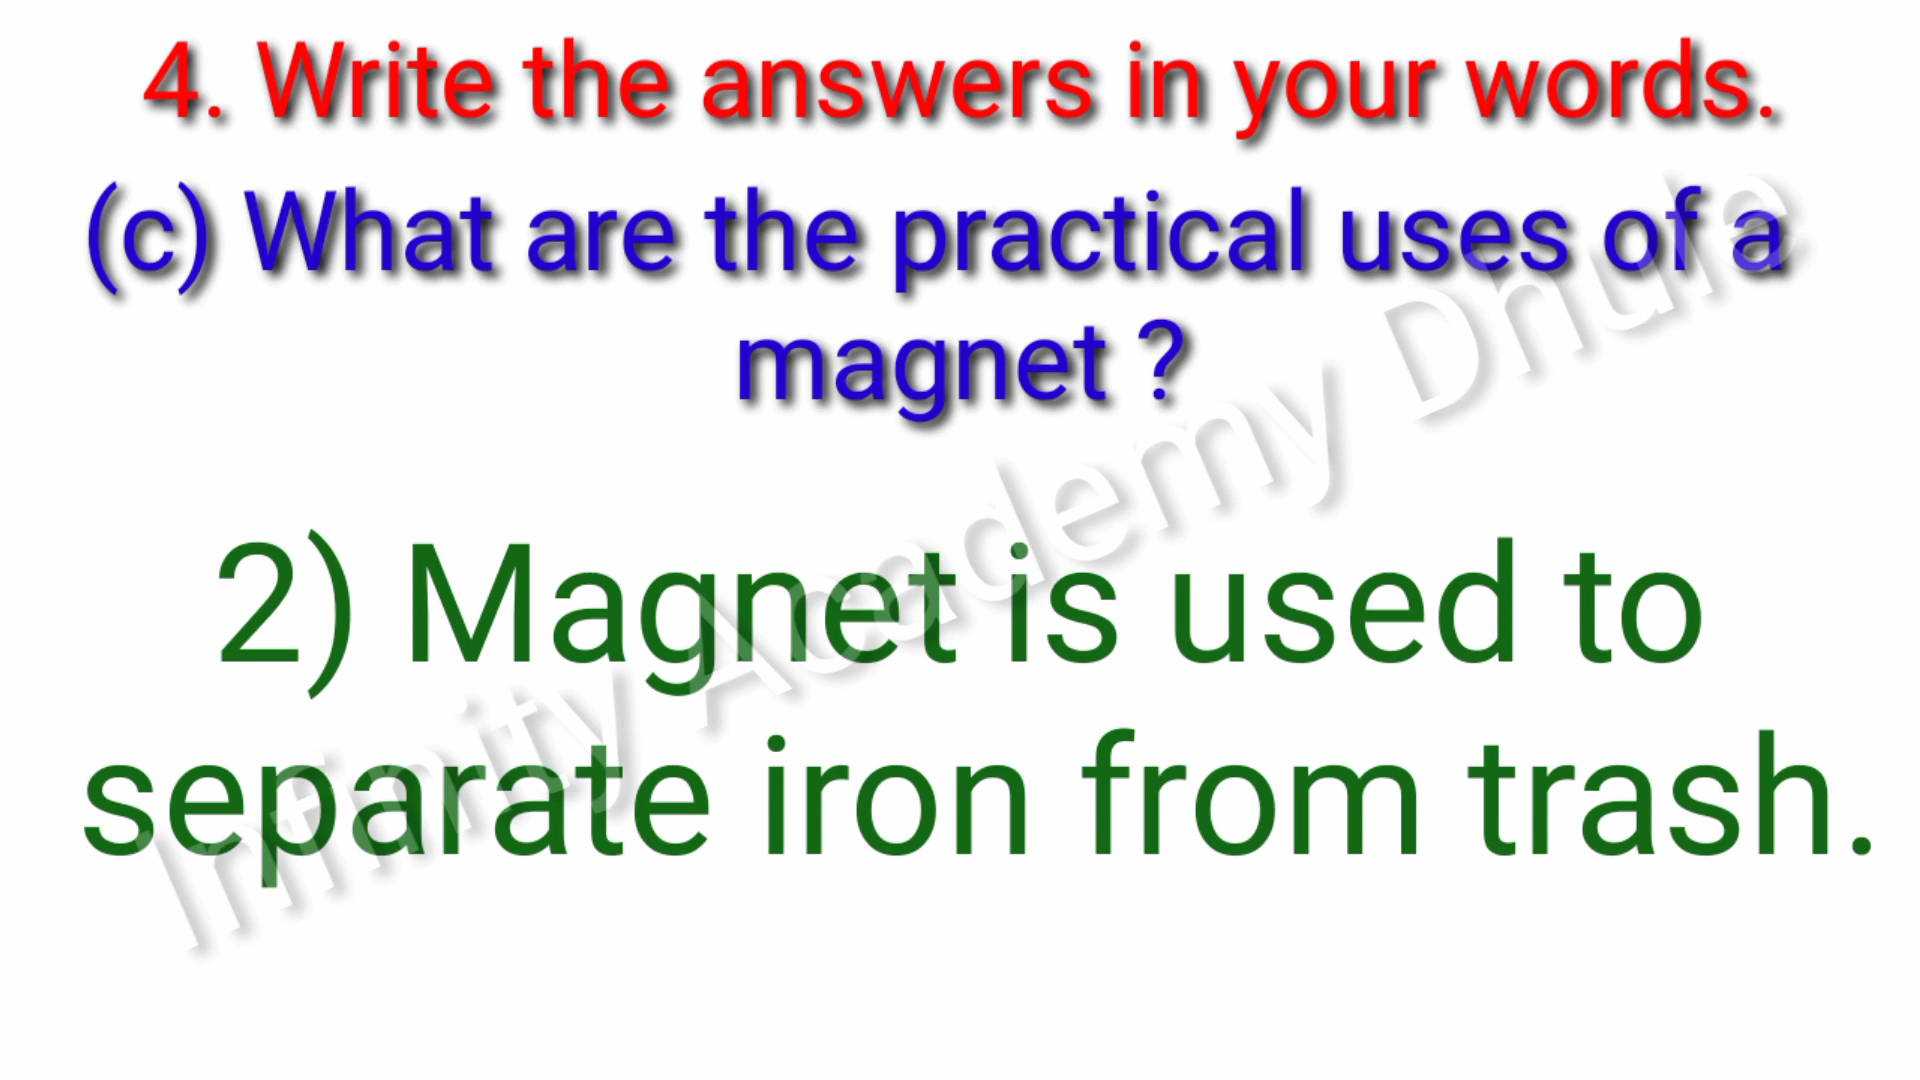 4. Write the answers in your words.
(c) What are the practical uses of a
magnet ?
2) Magnet is used to
separate iron from trash.
Infinity Academy Dhule